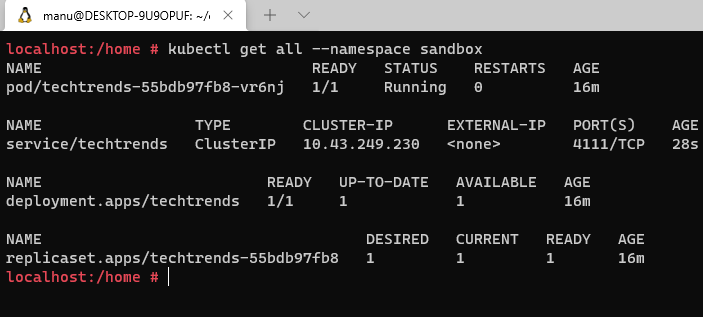 manu@DESKTOP-9U9OPUF: ~/
localhost:/home # kubectl get all --namespace sandbox
NAME READY STATUS RESTARTS AGE
pod/techtrends-55bdb97fb8-vr6nj 1/1 Running 0 16m
NAME TYPE CLUSTER-IP EXTERNAL-IP PORT(S) AGE
service/techtrends ClusterIP 10.43.249.230 <none> 4111/TCP 28s
NAME READY UP-TO-DATE AVAILABLE AGE
deployment.apps/techtrends 1/1 1 1 16m
NAME DESIRED CURRENT READY AGE
replicaset.apps/techtrends-55bdb97fb8 1 1 1 16m
localhost:/home #